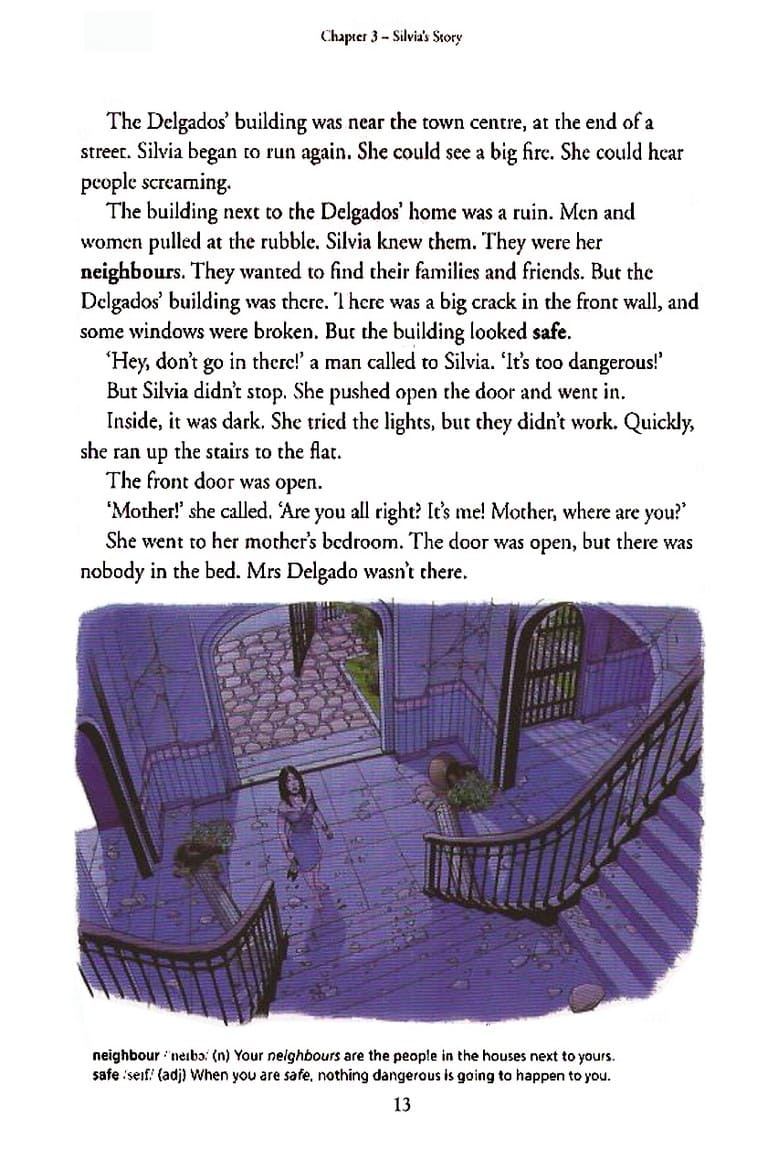 Chapter 3 – Silvia's Story
The Delgados' building was near the town centre, at the end of a
street. Silvia began to run again. She could see a big fire. She could hear
people screaming.
The building next to the Delgados' home was a ruin. Men and
women pulled at the rubble. Silvia knew them. They were her
neighbours. They wanted to find their families and friends. But the
Delgados' building was there. There was a big crack in the front wall, and
some windows were broken. But the building looked safe.
'Hey, don't go in there!' a man called to Silvia. 'It's too dangerous!'
But Silvia didn't stop. She pushed open the door and went in.
Inside, it was dark. She tried the lights, but they didn't work. Quickly,
she ran up the stairs to the flat.
The front door was open.
'Mother!' she called. 'Are you all right? It's me! Mother, where are you?'
She went to her mother's bedroom. The door was open, but there was
nobody in the bed. Mrs Delgado wasn't there.
neighbour /ˈneɪbə/ (n) Your neighbours are the people in the houses next to yours.
safe /seɪf/ (adj) When you are safe, nothing dangerous is going to happen to you.
13